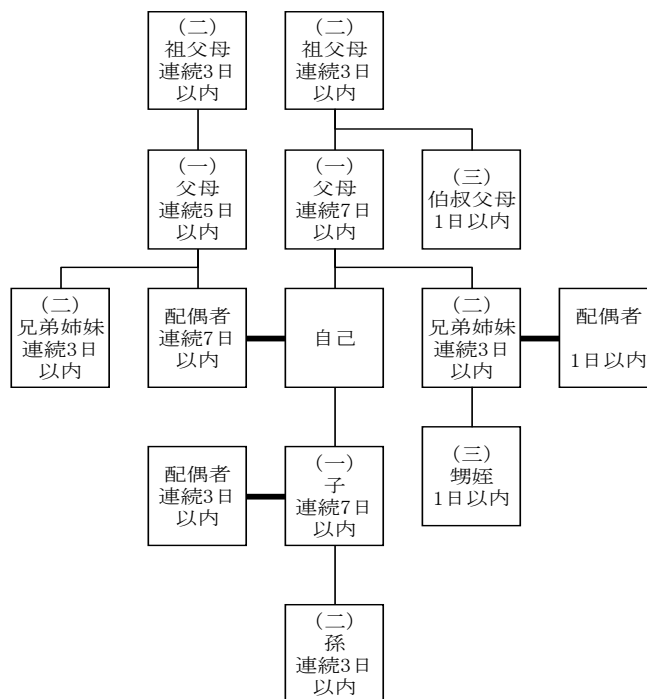 (二)
祖父母
連続3日
以内
(二)
祖父母
連続3日
以内
(一)
父母
連続5日
以内
(一)
父母
連続7日
以内
(三)
伯叔父母
1日以内
(二)
兄弟姉妹
連続3日
以内
配偶者
連続7日
以内
自己
(二)
兄弟姉妹
連続3日
以内
配偶者
1日以内
配偶者
連続3日
以内
(一)
子
連続7日
以内
(三)
甥姪
1日以内
(二)
孫
連続3日
以内